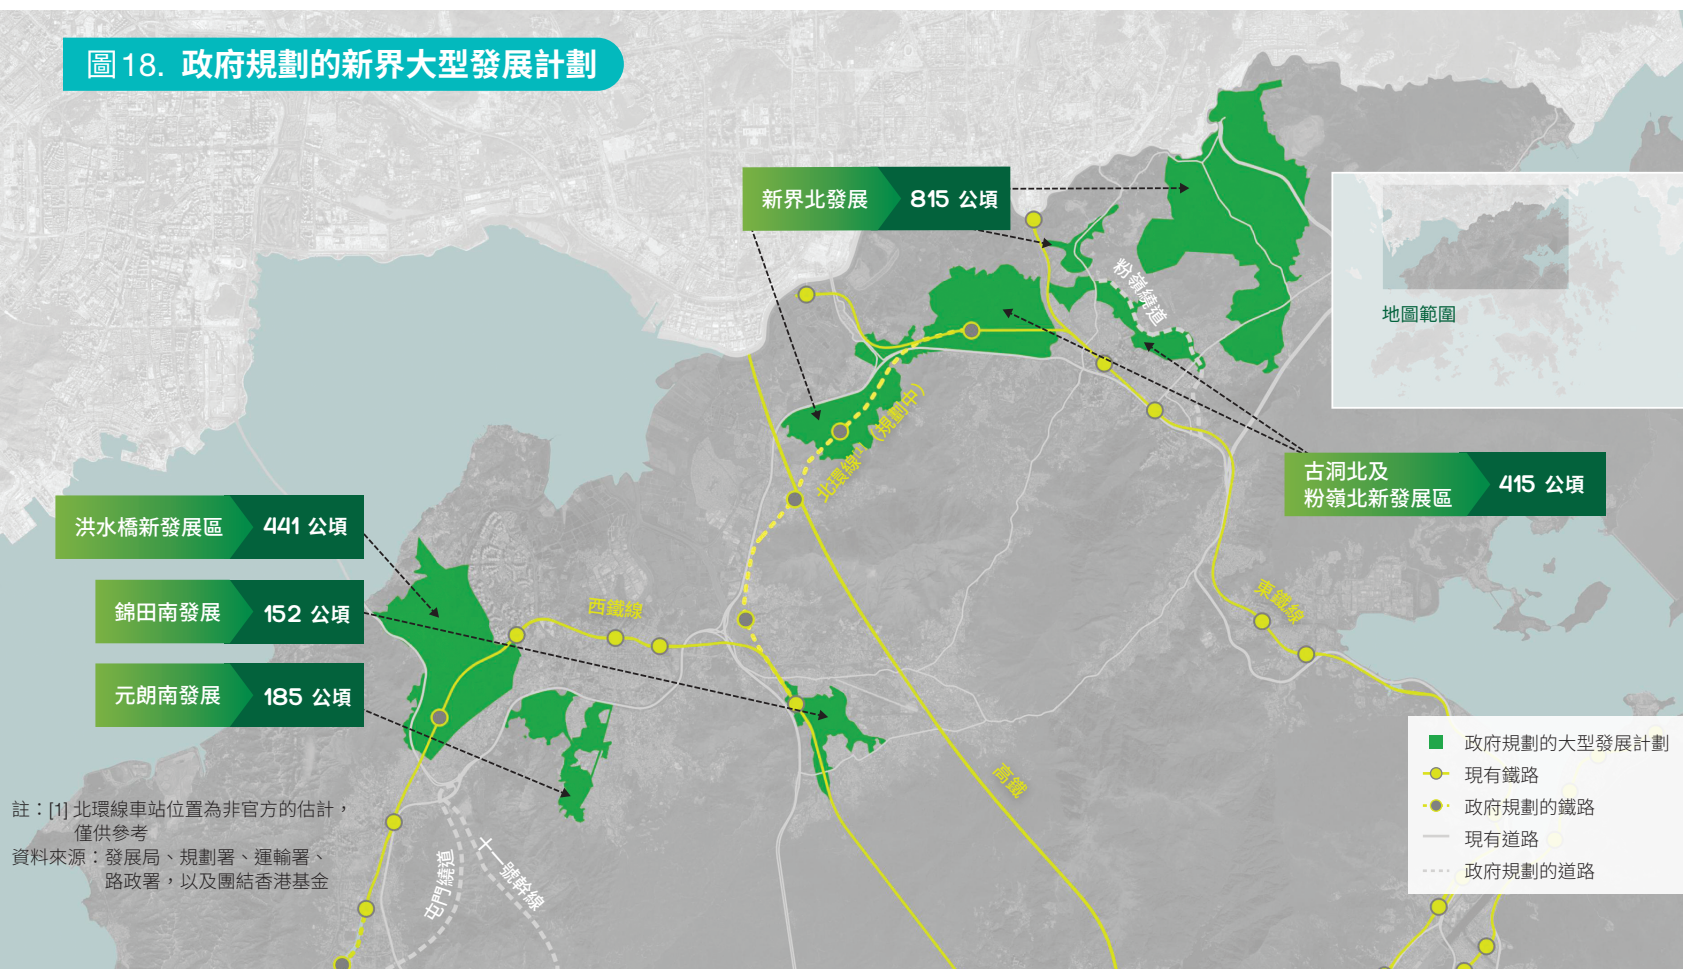 圖18. 政府規劃的新界大型發展計劃
新界北發展 815 公頃
粉嶺繞道
地圖範圍
北環線[1] (規劃中)
古洞北及
粉嶺北新發展區 415 公頃
洪水橋新發展區 441 公頃
錦田南發展 152 公頃
元朗南發展 185 公頃
西鐵線
東鐵線
高鐵
屯門繞道
十一號幹線
政府規劃的大型發展計劃
現有鐵路
政府規劃的鐵路
現有道路
政府規劃的道路
註：[1] 北環線車站位置為非官方的估計，
僅供參考
資料來源：發展局、規劃署、運輸署、
路政署，以及團結香港基金